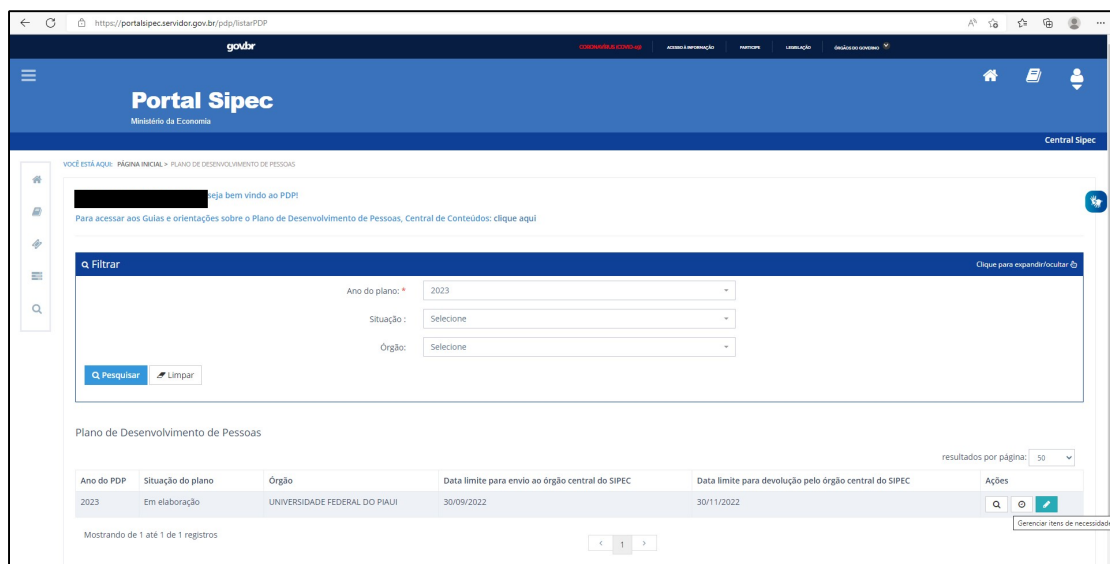 https://portalsipec.servidor.gov.br/pdp/listarPDP
gov.br
CORONAVÍRUS (COVID-19) ACESSO À INFORMAÇÃO PARTICIPE LEGISLAÇÃO ÓRGÃOS DO GOVERNO
Portal Sipec
Ministério da Economia
Central Sipec
VOCÊ ESTÁ AQUI: PÁGINA INICIAL > PLANO DE DESENVOLVIMENTO DE PESSOAS
seja bem vindo ao PDP!
Para acessar aos Guias e orientações sobre o Plano de Desenvolvimento de Pessoas, Central de Conteúdos: clique aqui
Filtrar Clique para expandir/ocultar
Ano do plano: * 2023
Situação : Selecione
Órgão: Selecione
Pesquisar Limpar
Plano de Desenvolvimento de Pessoas
resultados por página: 50
Ano do PDP Situação do plano Órgão Data limite para envio ao órgão central do SIPEC Data limite para devolução pelo órgão central do SIPEC Ações
2023 Em elaboração UNIVERSIDADE FEDERAL DO PIAUI 30/09/2022 30/11/2022
Gerenciar itens de necessidade
Mostrando de 1 até 1 de 1 registros
< 1 >